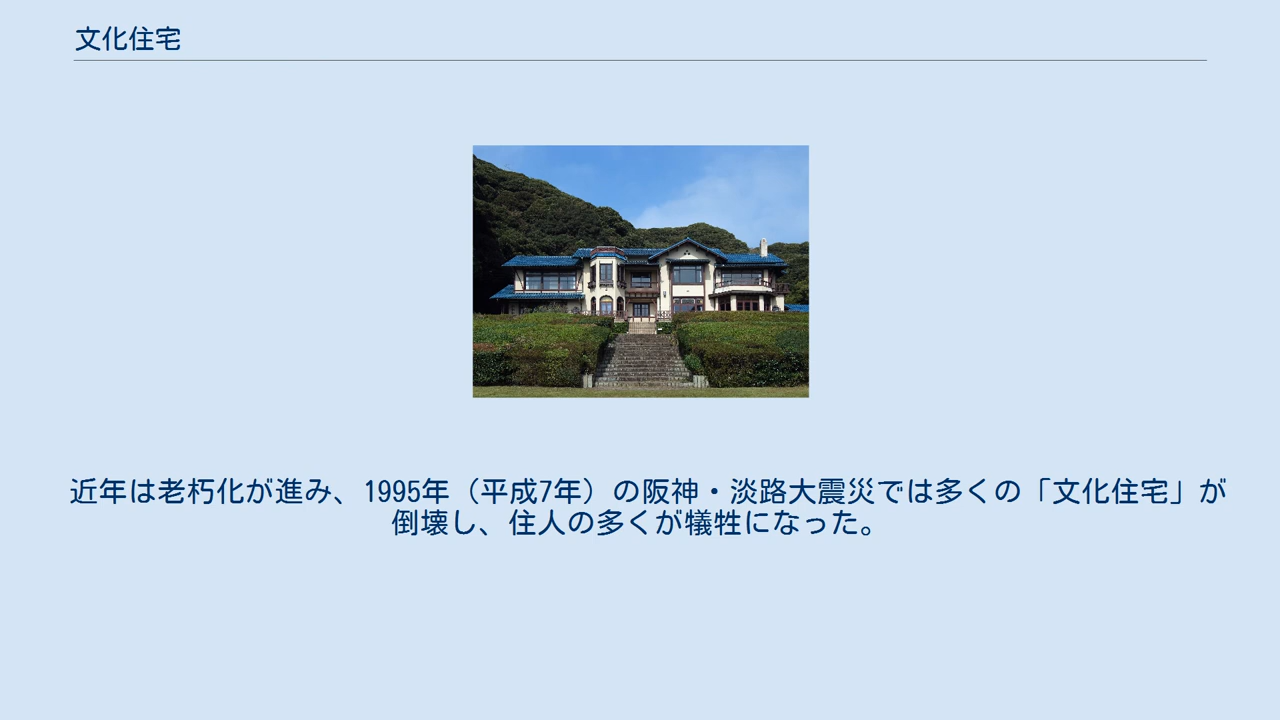 文化住宅
近年は老朽化が進み、1995年（平成7年）の阪神・淡路大震災では多くの「文化住宅」が
倒壊し、住人の多くが犠牲になった。